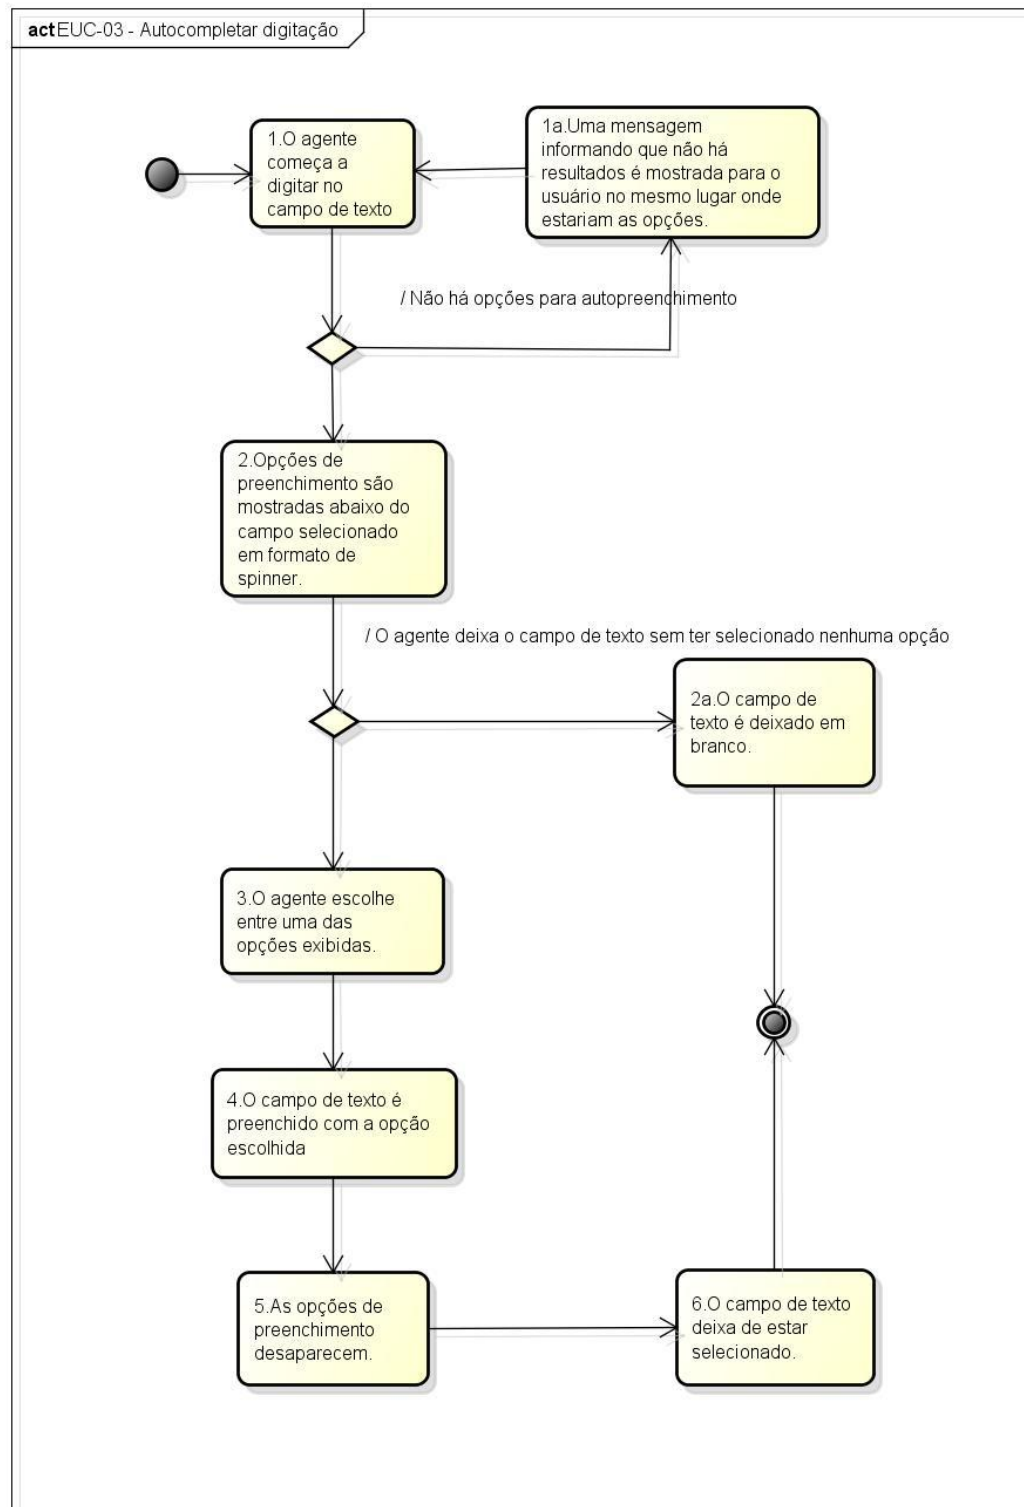 actEUC-03 - Autocompletar digitação
1.O agente
começa a
digitar no
campo de texto
1a.Uma mensagem
informando que não há
resultados é mostrada para o
usuário no mesmo lugar onde
estariam as opções.
/ Não há opções para autopreenchimento
2.Opções de
preenchimento são
mostradas abaixo do
campo selecionado
em formato de
spinner.
/ O agente deixa o campo de texto sem ter selecionado nenhuma opção
2a.O campo de
texto é deixado em
branco.
3.O agente escolhe
entre uma das
opções exibidas.
4.O campo de texto é
preenchido com a opção
escolhida
5.As opções de
preenchimento
desaparecem.
6.O campo de texto
deixa de estar
selecionado.